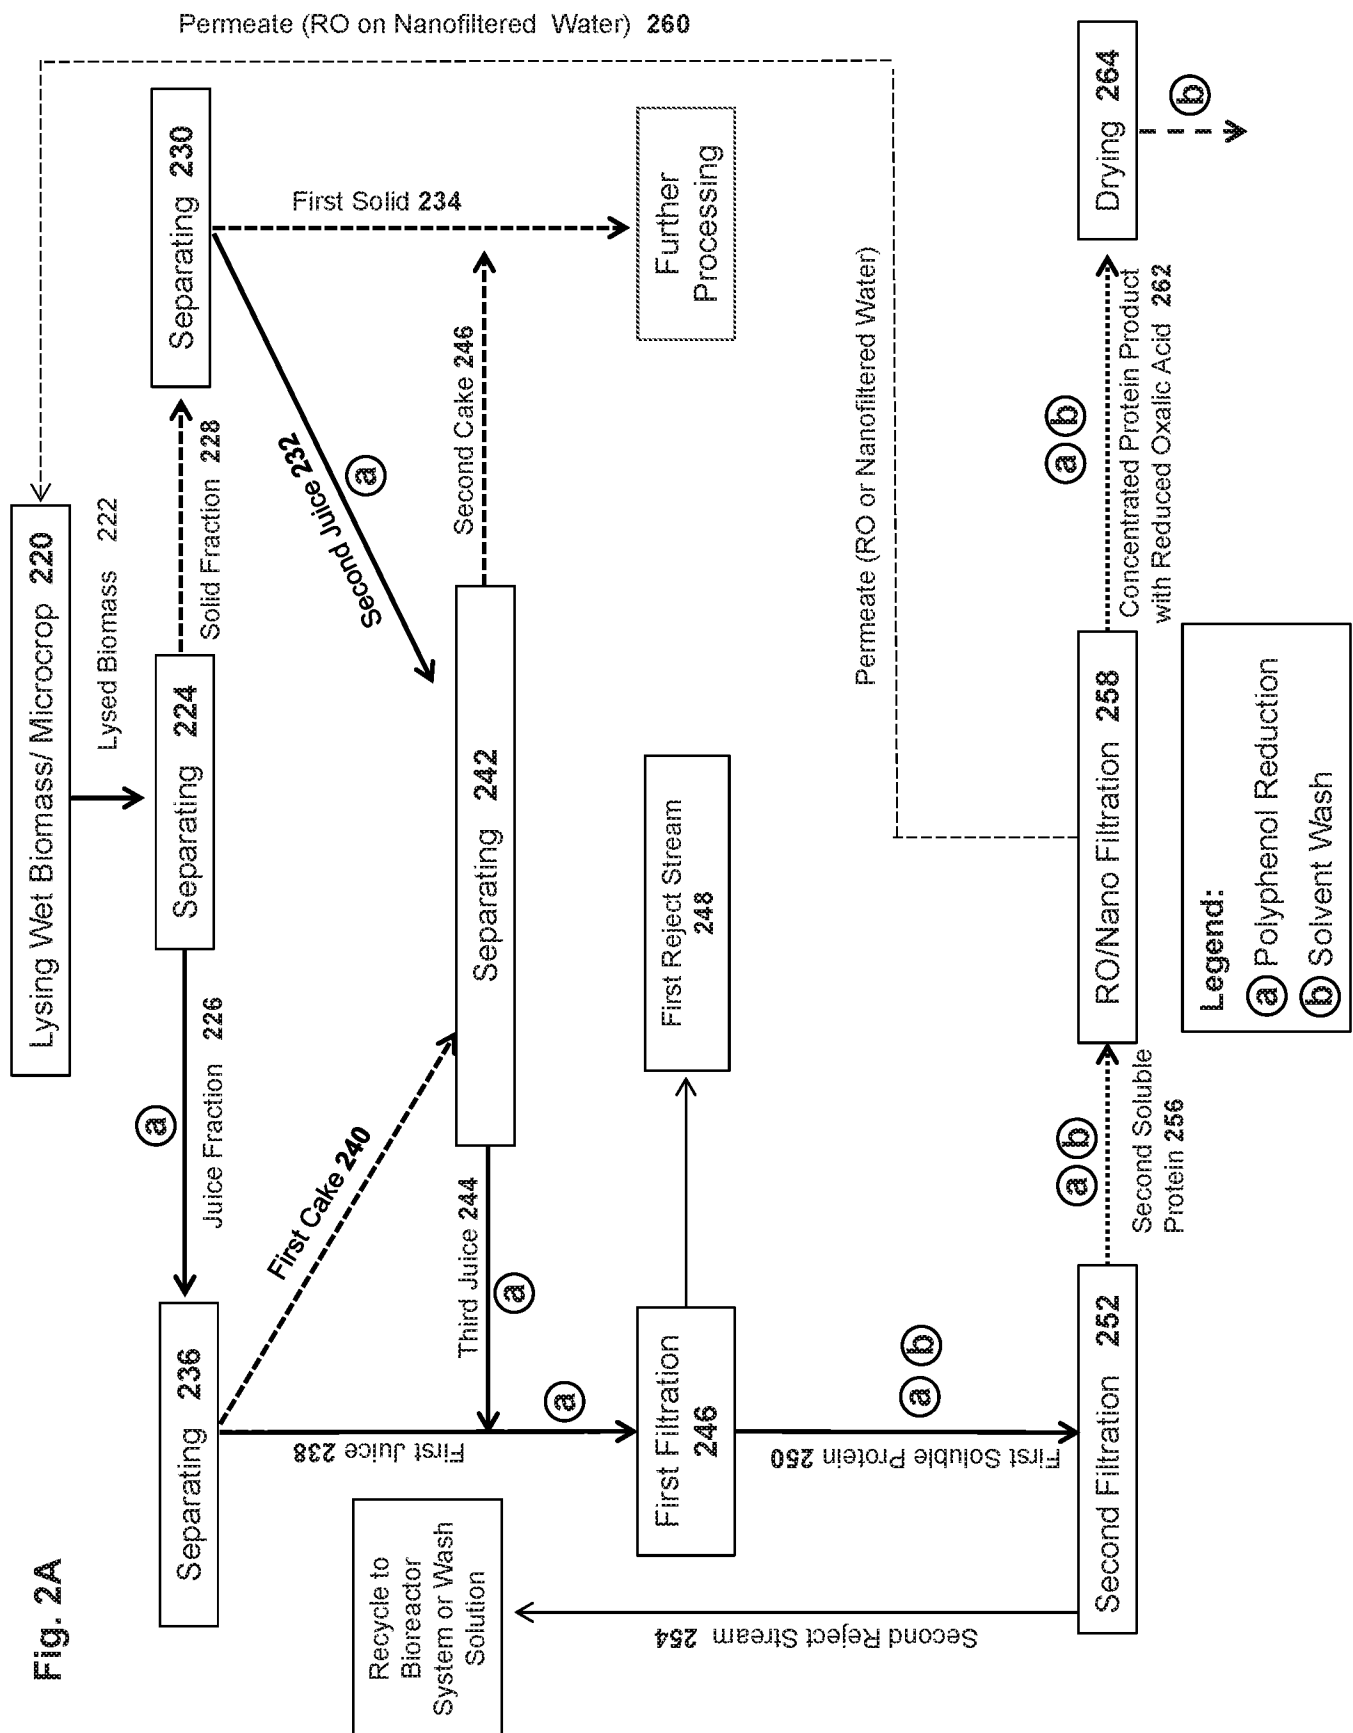 Fig. 2A
Lysing Wet Biomass/ Microcrop 220
Permeate (RO on Nanofiltered Water) 260
Lysed Biomass 222
Separating 236
Juice Fraction 226
a
Separating 224
Solid Fraction 228
Separating 230
First Cake 240
Second Juice 232
a
First Solid 234
First Juice 238
Third Juice 244
a
Separating 242
Second Cake 246
Recycle to
Bioreactor
System or Wash
Solution
a
First Filtration
246
First Reject Stream
248
Further
Processing
Second Reject Stream 254
First Soluble Protein 250
a b
Permeate (RO or Nanofiltered Water)
Second Filtration 252
a b
Second Soluble
Protein 256
RO/Nano Filtration 258
a b
Concentrated Protein Product
with Reduced Oxalic Acid 262
Drying 264
b
Legend:
a Polyphenol Reduction
b Solvent Wash